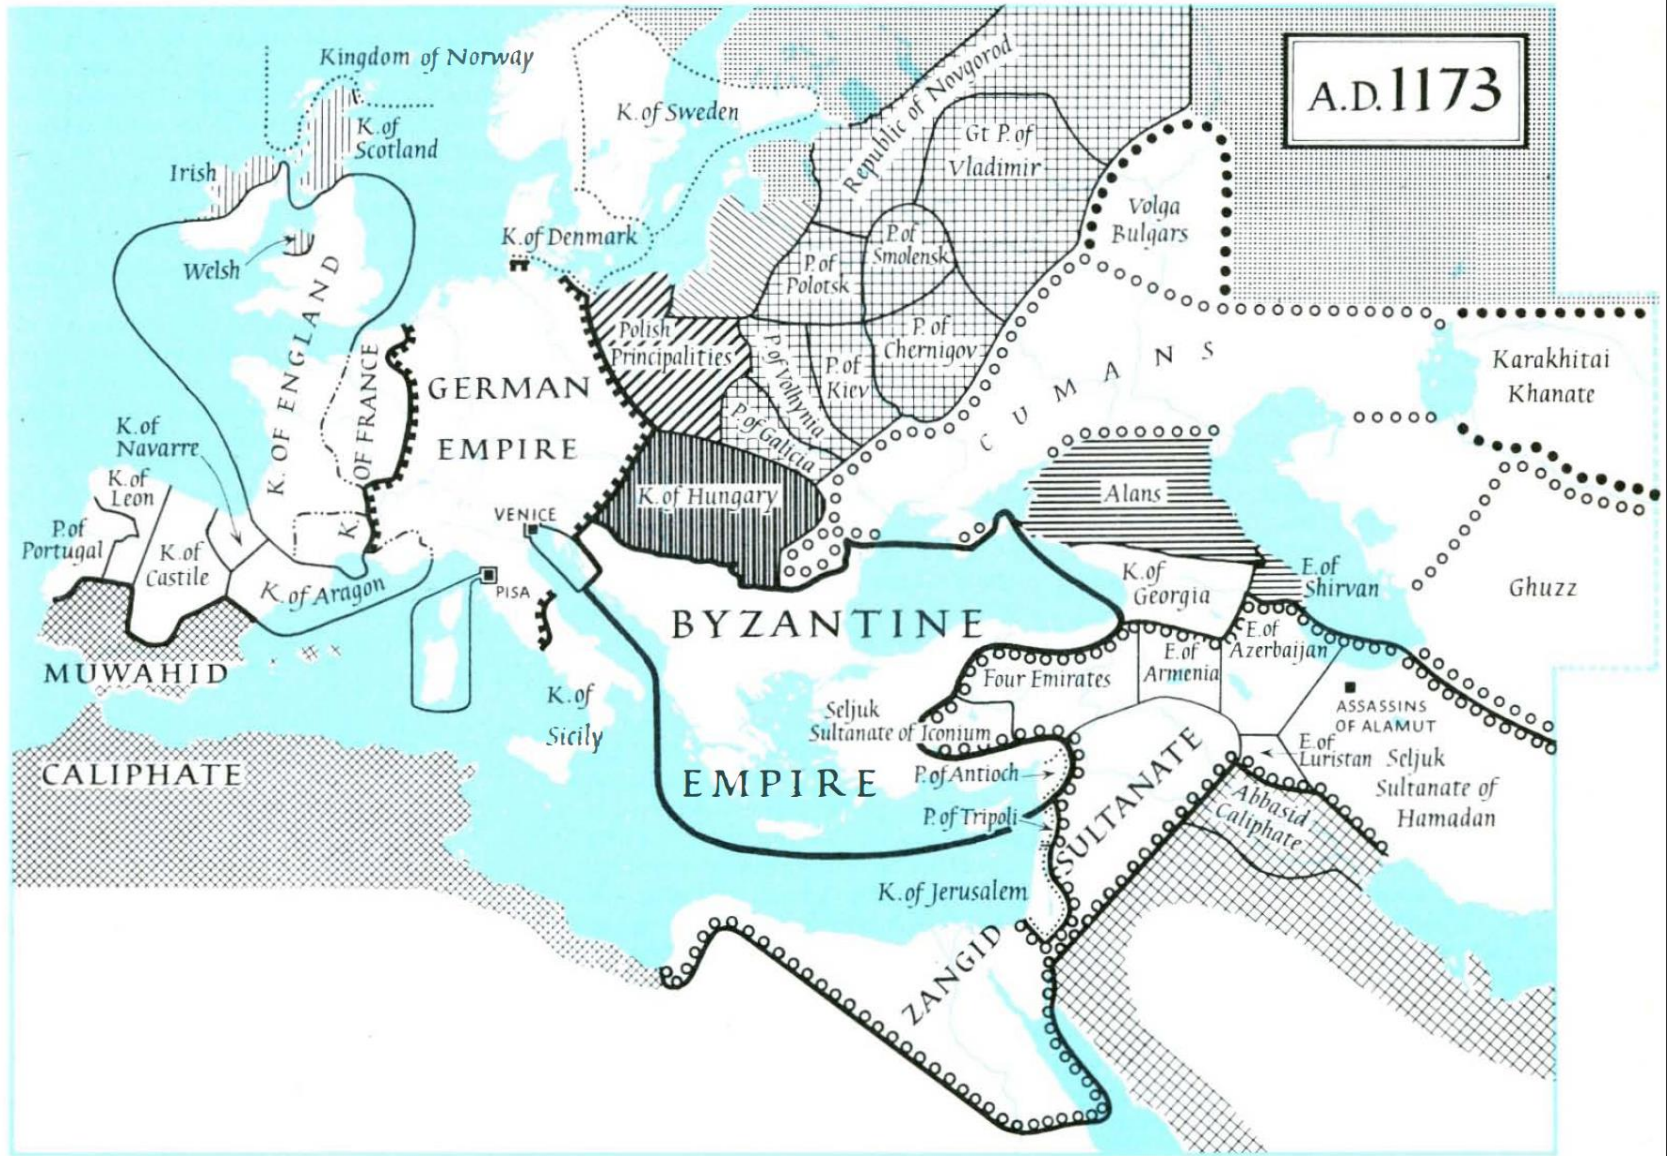 A.D.1173
Kingdom of Norway
K. of Sweden
K. of
Scotland
Irish
Welsh
K. of Denmark
Republic of Novgorod
Gt P. of
Vladimir
Volga
Bulgars
P. of
Smolensk
P. of
Polotsk
P. of
Chernigov
Polish
Principalities
P. of Volhynia
P. of
Kiev
P. of Galicia
CUMANS
Karakhitai
Khanate
K. OF ENGLAND
K. OF FRANCE
GERMAN
EMPIRE
K. of
Navarre
K. of
Leon
P. of
Portugal
K. of
Castile
K. of Aragon
VENICE
PISA
K. of Hungary
Alans
E. of
Shirvan
Ghuzz
K. of
Georgia
BYZANTINE
EMPIRE
MUWAHID
CALIPHATE
K. of
Sicily
Four Emirates
E. of
Armenia
E. of
Azerbaijan
Seljuk
Sultanate of Iconium
ASSASSINS
OF ALAMUT
E. of
Luristan
Seljuk
Sultanate of
Hamadan
P. of Antioch
P. of Tripoli
K. of Jerusalem
ZANGID
SULTANATE
Abbasid
Caliphate